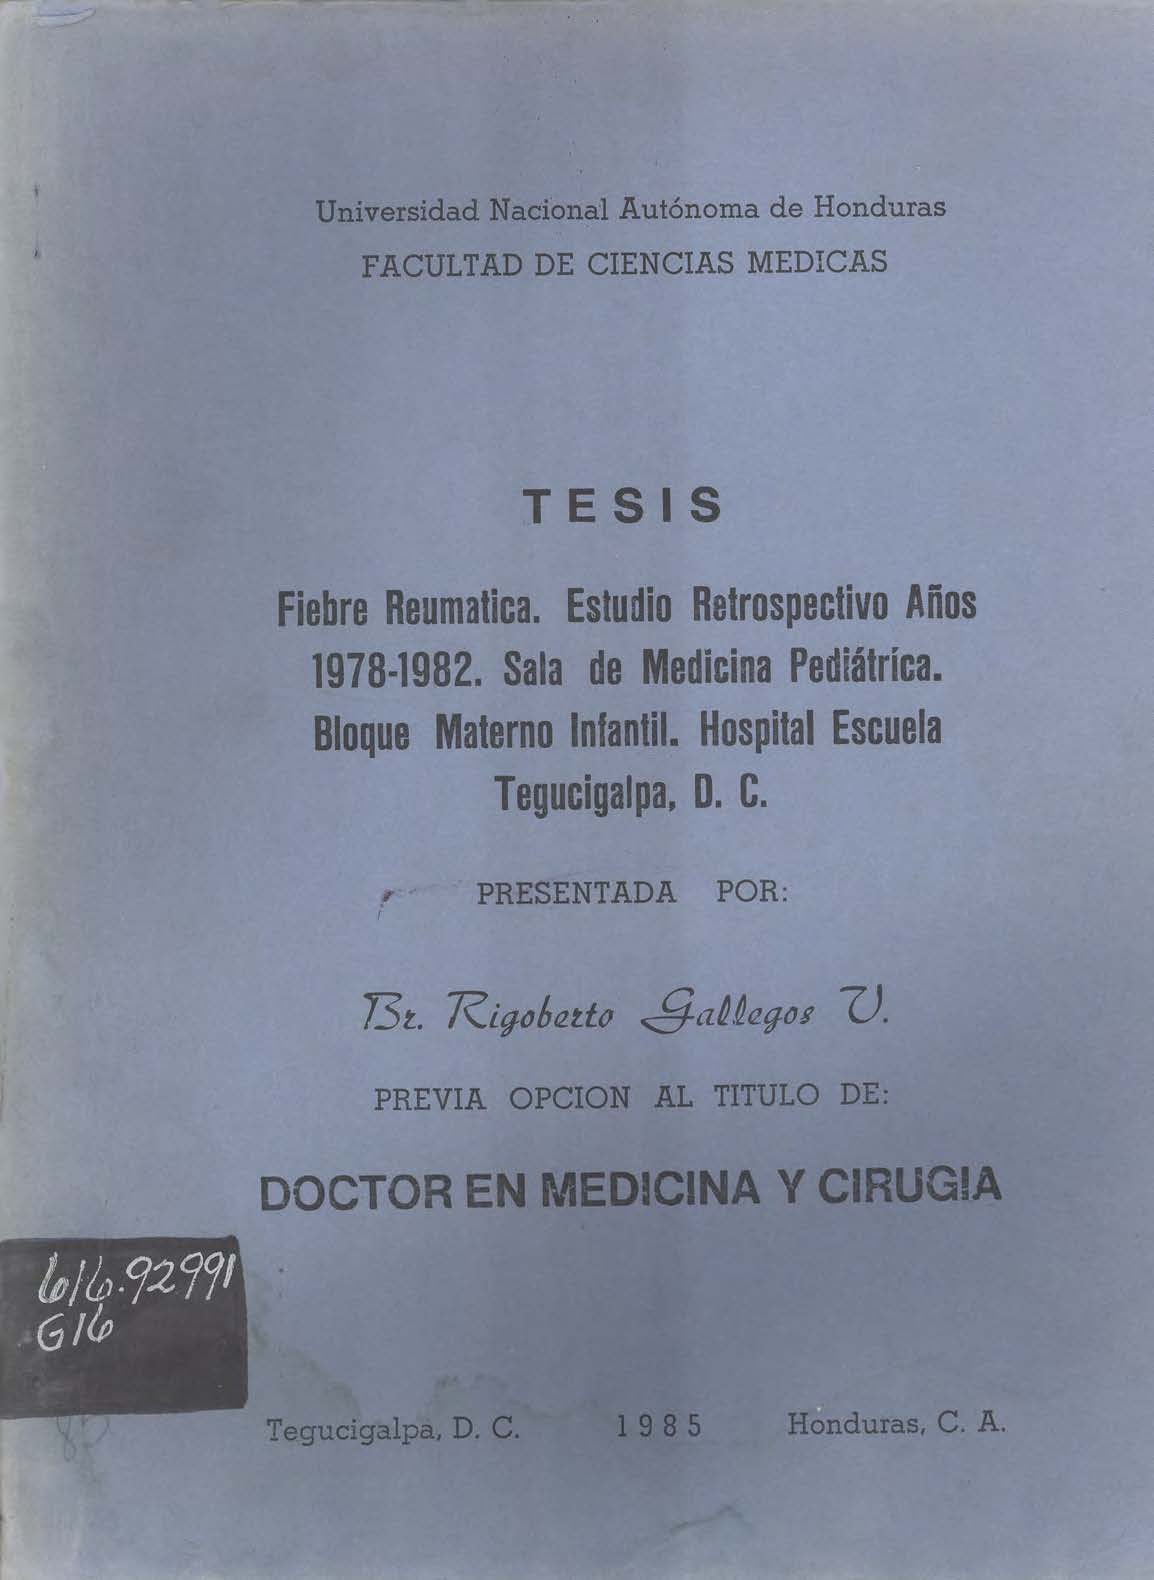 Universidad Nacional Autónoma de Honduras
FACULTAD DE CIENCIAS MEDICAS
TESIS
Fiebre Reumatica. Estudio Retrospectivo Años
1978-1982. Sala de Medicina Pediátríca.
Bloque Materno Infantil. Hospital Escuela
Tegucigalpa, D. C.
PRESENTADA POR:
Br. Rigoberto Gallegos V.
PREVIA OPCION AL TITULO DE:
DOCTOR EN MEDICINA Y CIRUGIA
616.92991
G16
Tegucigalpa, D. C. 1985 Honduras, C. A.